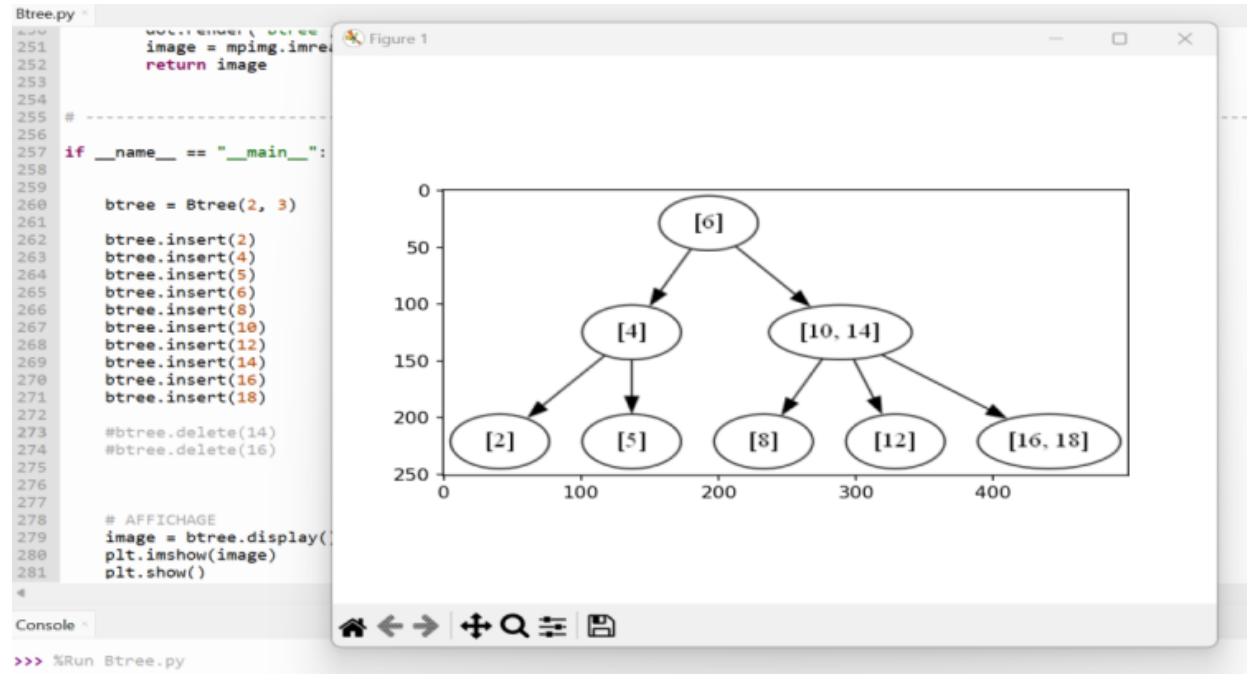 Btree.py
251 image = mpimg.imrea
252 return image
253
254
255 # ----------------------------
256
257 if __name__ == "__main__":
258
259
260 btree = Btree(2, 3)
261
262 btree.insert(2)
263 btree.insert(4)
264 btree.insert(5)
265 btree.insert(6)
266 btree.insert(8)
267 btree.insert(10)
268 btree.insert(12)
269 btree.insert(14)
270 btree.insert(16)
271 btree.insert(18)
272
273 #btree.delete(14)
274 #btree.delete(16)
275
276
277
278 # AFFICHAGE
279 image = btree.display(
280 plt.imshow(image)
281 plt.show()
Console
>>> %Run Btree.py
Figure 1
0
[6]
50
100
[4] [10, 14]
150
200
[2] [5] [8] [12] [16, 18]
250
0 100 200 300 400